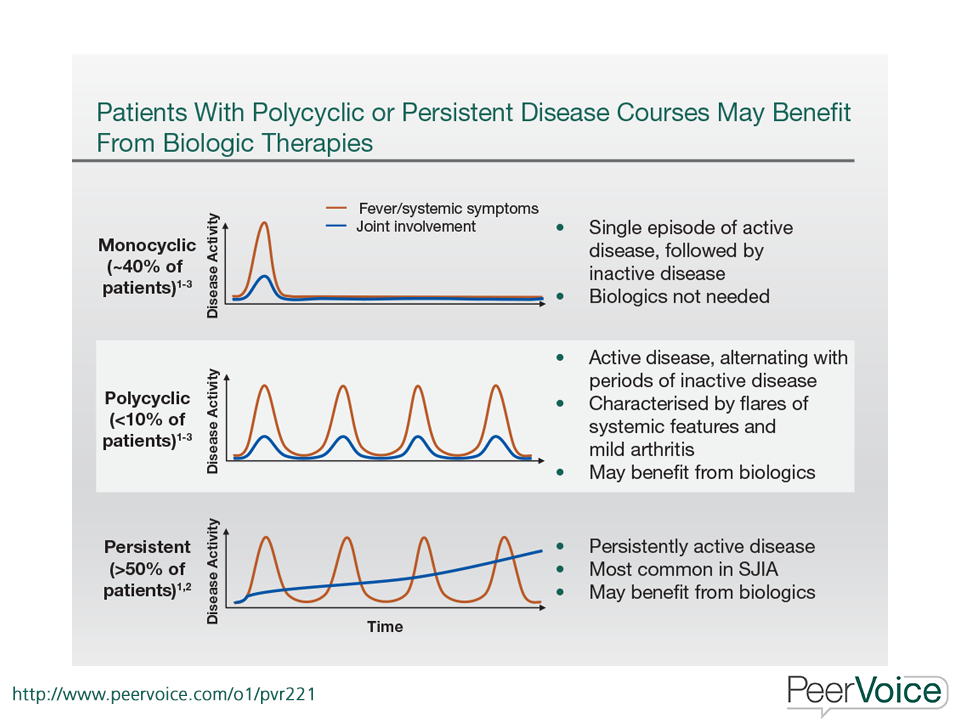 Patients With Polycyclic or Persistent Disease Courses May Benefit
From Biologic Therapies
Monocyclic
(~40% of
patients)1-3
Disease Activity
Fever/systemic symptoms
Joint involvement
• Single episode of active
disease, followed by
inactive disease
• Biologics not needed
Polycyclic
(<10% of
patients)1-3
Disease Activity
• Active disease, alternating with
periods of inactive disease
• Characterised by flares of
systemic features and
mild arthritis
• May benefit from biologics
Persistent
(>50% of
patients)1,2
Disease Activity
Time
• Persistently active disease
• Most common in SJIA
• May benefit from biologics
http://www.peervoice.com/o1/pvr221
PeerVoice